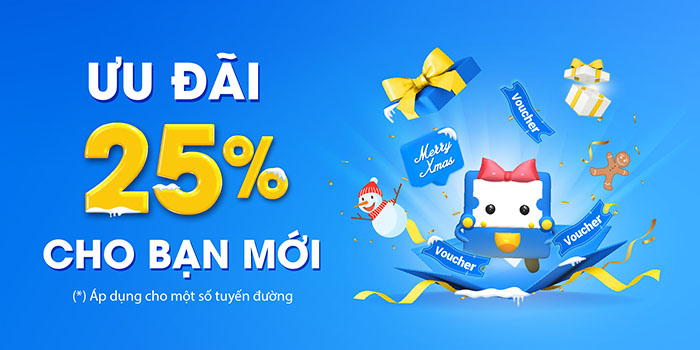 ƯU ĐÃI
25%
CHO BẠN MỚI
(*) Áp dụng cho một số tuyến đường
Voucher
Merry
Xmas
Voucher
Voucher